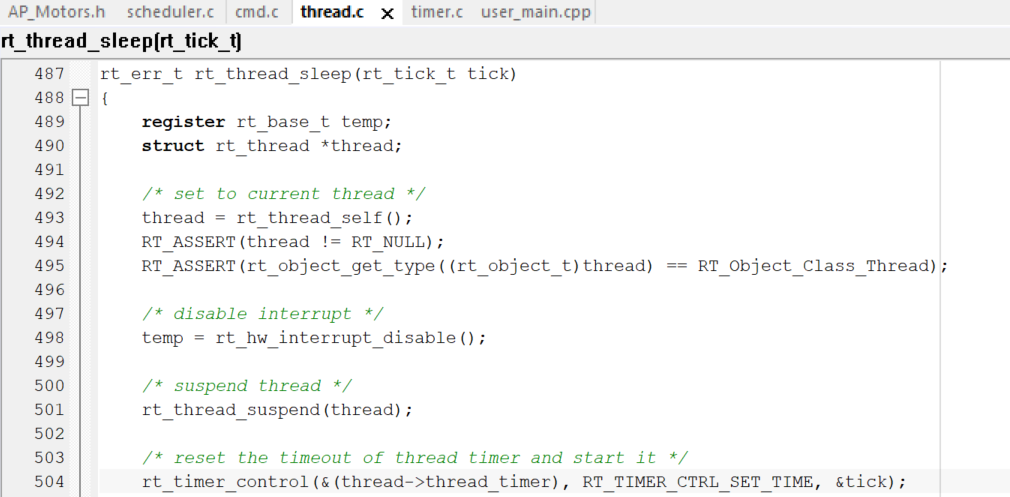 AP_Motors.h scheduler.c cmd.c thread.c x timer.c user_main.cpp
rt_thread_sleep(rt_tick_t)
487 rt_err_t rt_thread_sleep(rt_tick_t tick)
488 {
489 register rt_base_t temp;
490 struct rt_thread *thread;
491
492 /* set to current thread */
493 thread = rt_thread_self();
494 RT_ASSERT(thread != RT_NULL);
495 RT_ASSERT(rt_object_get_type((rt_object_t)thread) == RT_Object_Class_Thread);
496
497 /* disable interrupt */
498 temp = rt_hw_interrupt_disable();
499
500 /* suspend thread */
501 rt_thread_suspend(thread);
502
503 /* reset the timeout of thread timer and start it */
504 rt_timer_control(&(thread->thread_timer), RT_TIMER_CTRL_SET_TIME, &tick);